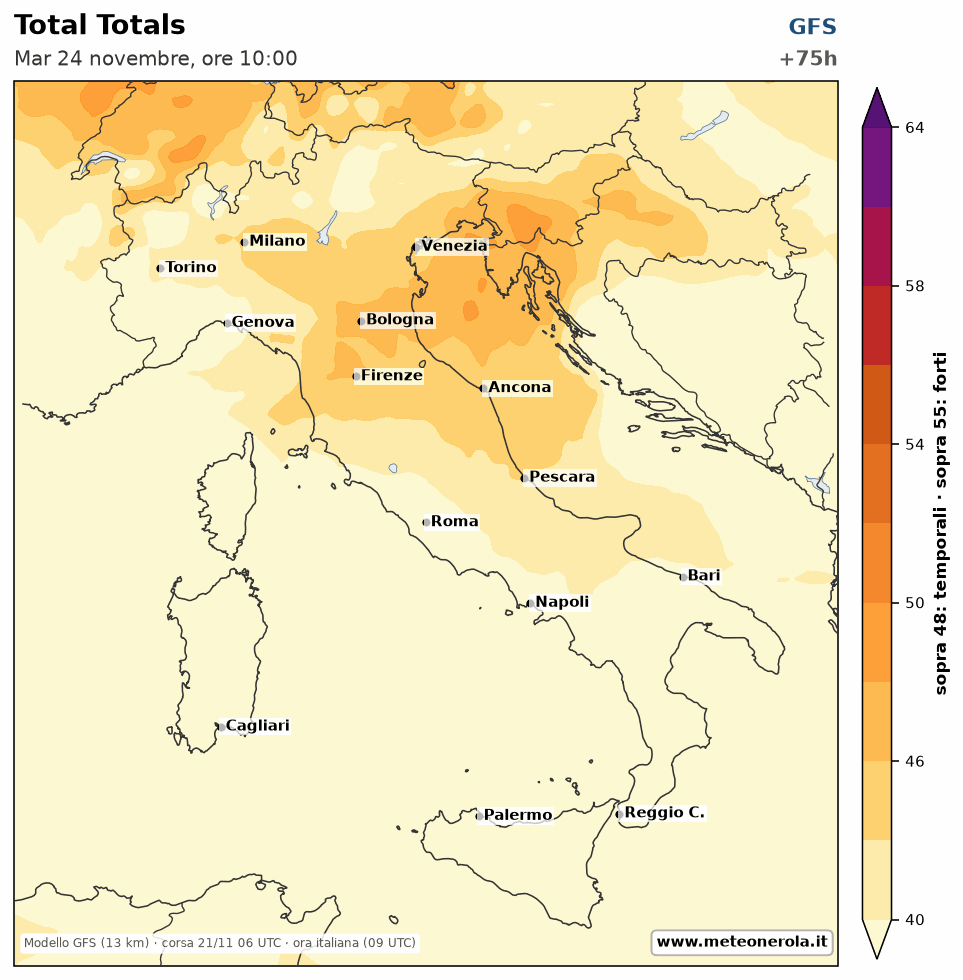 Total Totals
GFS
Mar 24 novembre, ore 10:00
+75h
Milano
Venezia
Torino
Genova
Bologna
Firenze
Ancona
Pescara
Roma
Bari
Napoli
Cagliari
Palermo
Reggio C.
64
58
54
50
46
40
sopra 48: temporali · sopra 55: forti
Modello GFS (13 km) · corsa 21/11 06 UTC · ora italiana (09 UTC)
www.meteonerola.it